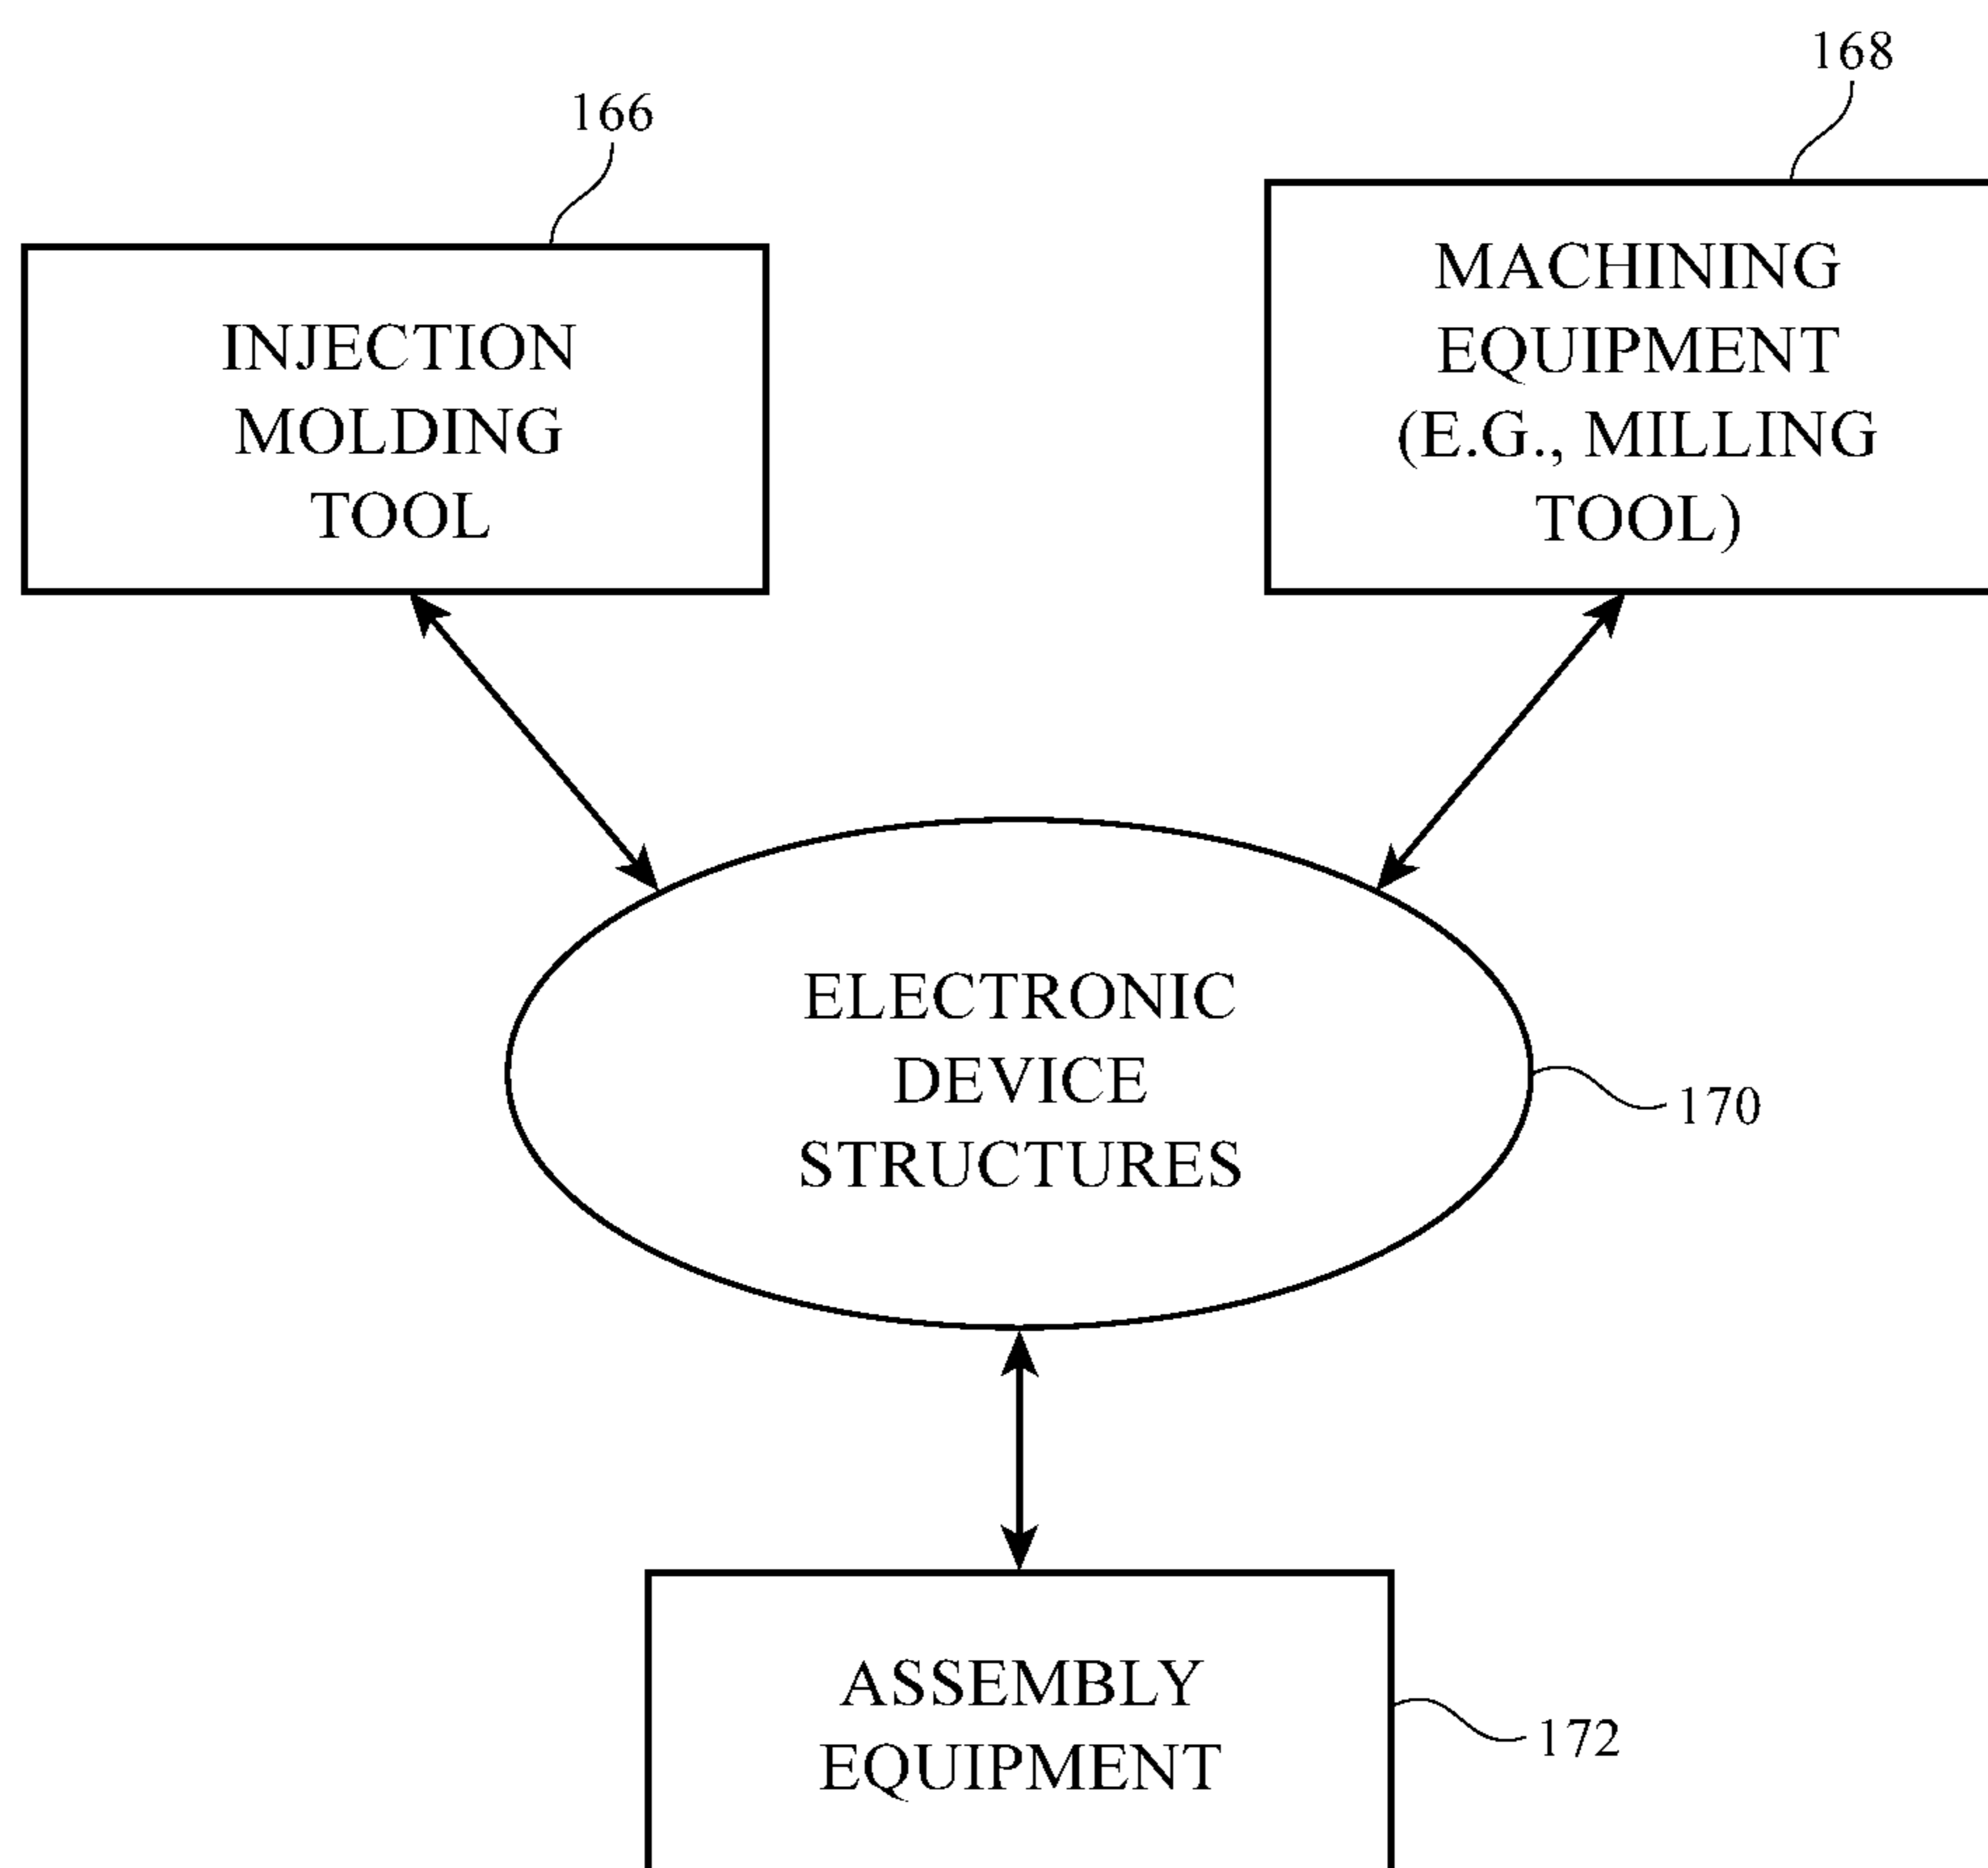 166
INJECTION
MOLDING
TOOL
168
MACHINING
EQUIPMENT
(E.G., MILLING
TOOL)
ELECTRONIC
DEVICE
STRUCTURES
170
ASSEMBLY
EQUIPMENT
172